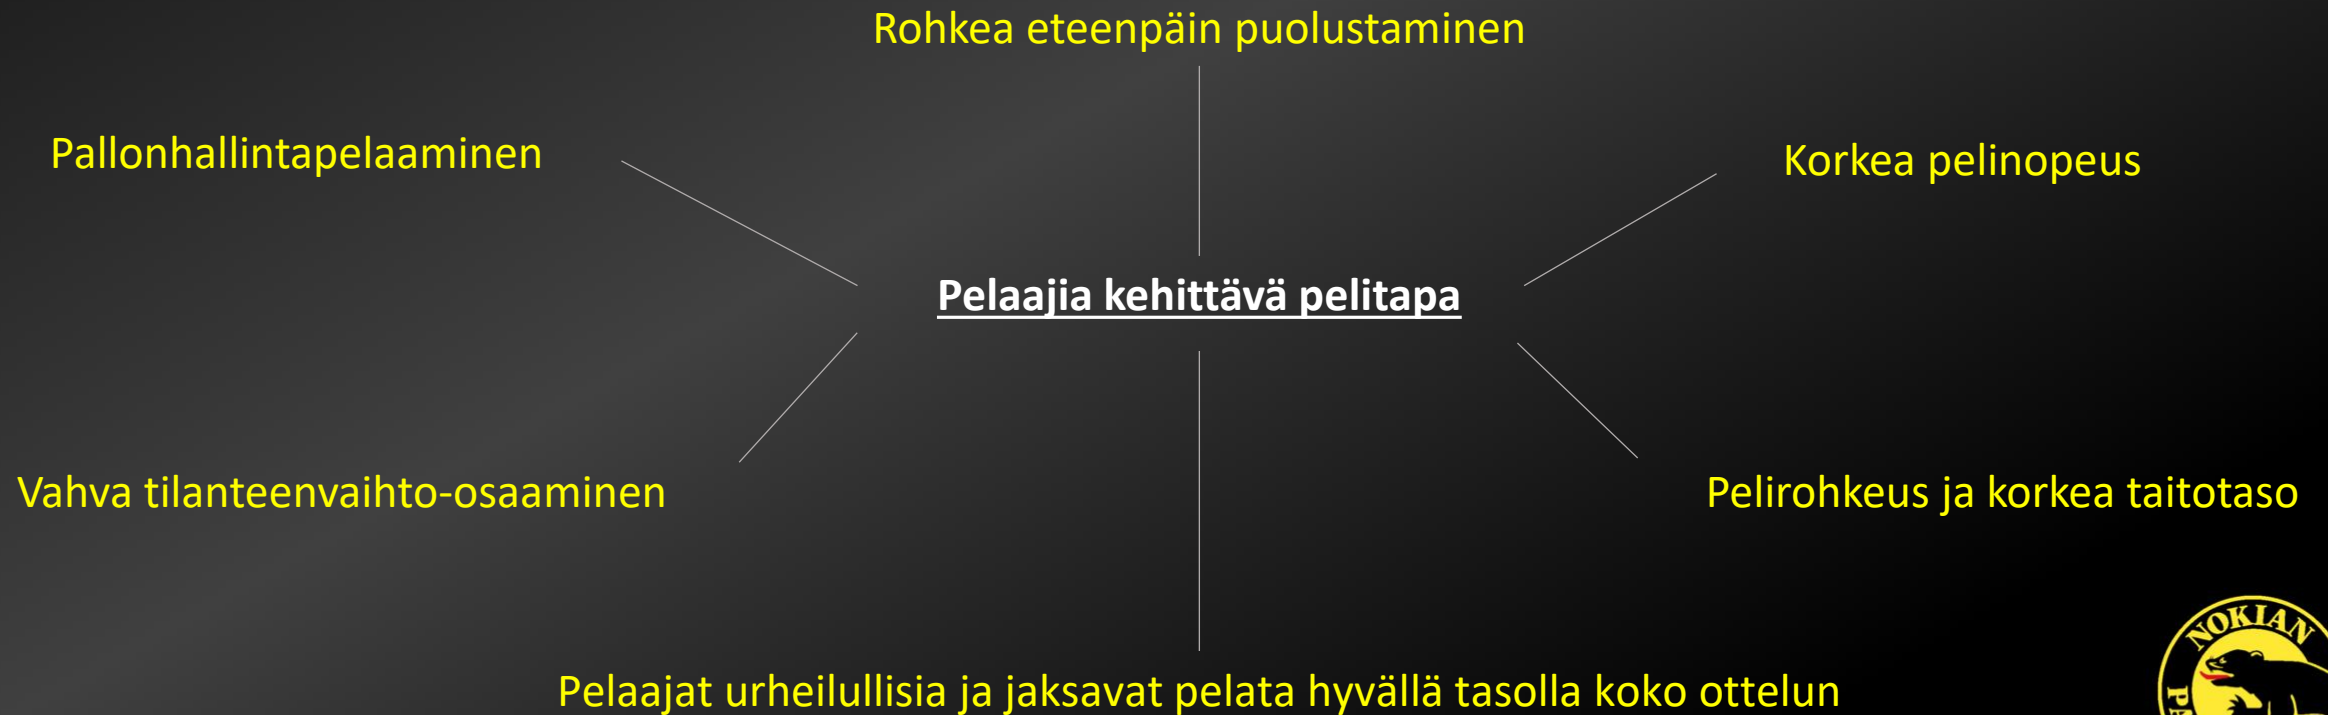 Rohkea eteenpäin puolustaminen
Pallonhallintapelaaminen
Korkea pelinopeus
Pelaajia kehittävä pelitapa
Vahva tilanteenvaihto-osaaminen
Pelirohkeus ja korkea taitotaso
Pelaajat urheilullisia ja jaksavat pelata hyvällä tasolla koko ottelun
NOKIAN